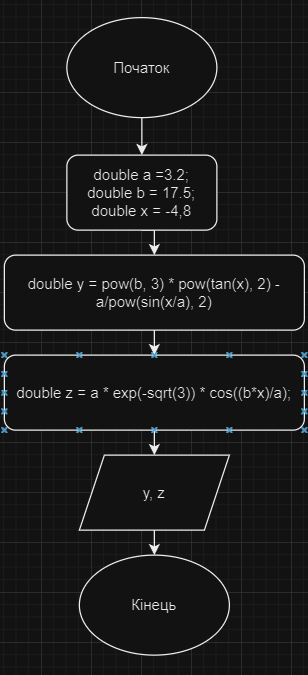 Початок
double a =3.2;
double b = 17.5;
double x = -4,8
double y = pow(b, 3) * pow(tan(x), 2) -
a/pow(sin(x/a), 2)
double z = a * exp(-sqrt(3)) * cos((b*x)/a);
y, z
Кінець